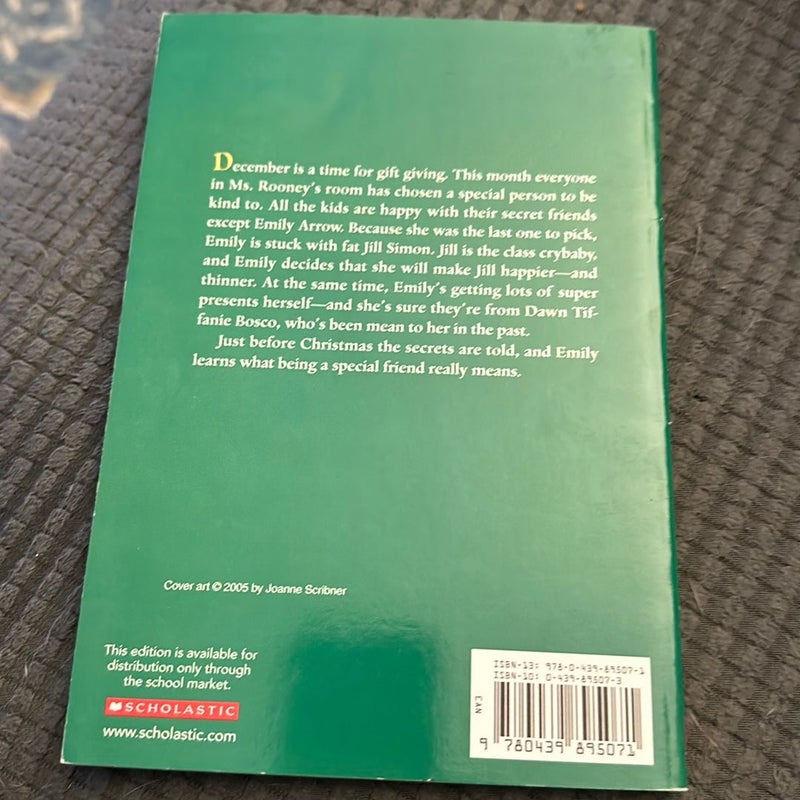 December is a time for gift giving. This month everyone
in Ms. Rooney's room has chosen a special person to be
kind to. All the kids are happy with their secret friends
except Emily Arrow. Because she was the last one to pick,
Emily is stuck with fat Jill Simon. Jill is the class crybaby,
and Emily decides that she will make Jill happier—and
thinner. At the same time, Emily's getting lots of super
presents herself—and she's sure they're from Dawn Tif-
fanie Bosco, who's been mean to her in the past.
Just before Christmas the secrets are told, and Emily
learns what being a special friend really means.
Cover art © 2005 by Joanne Scribner
This edition is available for
distribution only through
the school market.
SCHOLASTIC
www.scholastic.com
ISBN-13: 978-0-439-89507-1
ISBN-10: 0-439-89507-3
EAN
9 780439 895071